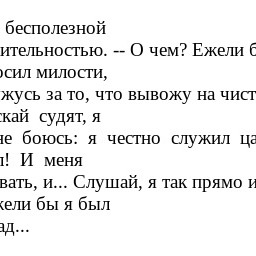 бесполезной
ительностью. -- О чем? Ежели б
осил милости,
жусь за то, что вывожу на чист
скай судят, я
не боюсь: я честно служил ца
л! И меня
вать, и... Слушай, я так прямо и
жели бы я был
ад...